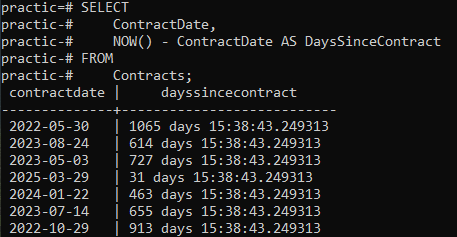 practic=# SELECT
practic-#     ContractDate,
practic-#     NOW() - ContractDate AS DaysSinceContract
practic-# FROM
practic-#     Contracts;
 contractdate |     dayssincecontract
--------------+---------------------------
 2022-05-30   | 1065 days 15:38:43.249313
 2023-08-24   | 614 days 15:38:43.249313
 2023-05-03   | 727 days 15:38:43.249313
 2025-03-29   | 31 days 15:38:43.249313
 2024-01-22   | 463 days 15:38:43.249313
 2023-07-14   | 655 days 15:38:43.249313
 2022-10-29   | 913 days 15:38:43.249313